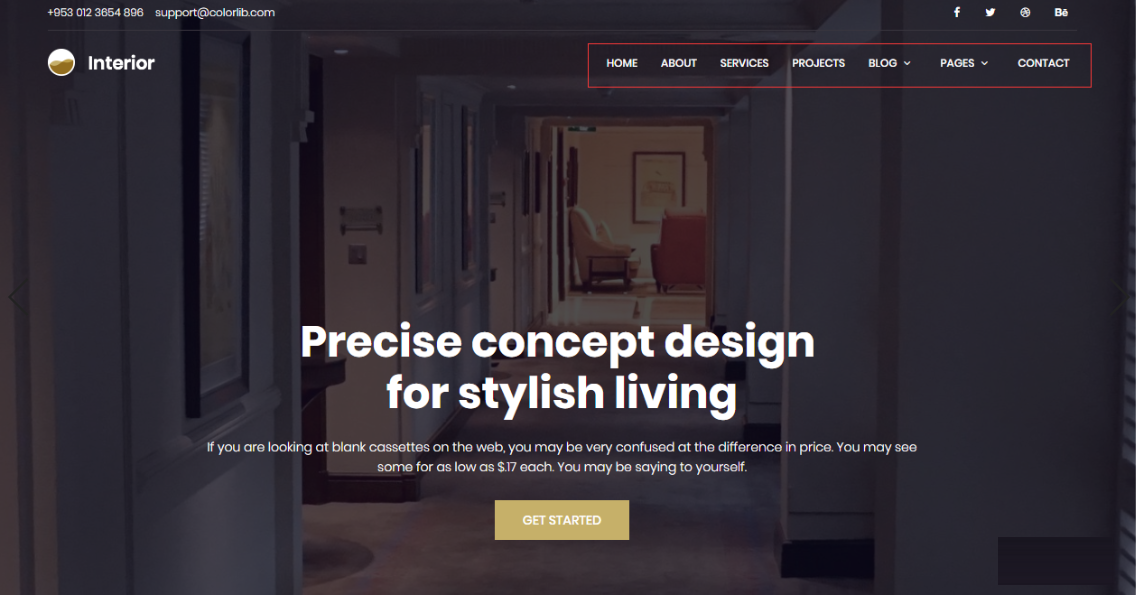 +953 012 3654 896 support@colorlib.com
Interior
HOME ABOUT SERVICES PROJECTS BLOG PAGES CONTACT
Precise concept design
for stylish living
If you are looking at blank cassettes on the web, you may be very confused at the difference in price. You may see
some for as low as $.17 each. You may be saying to yourself.
GET STARTED